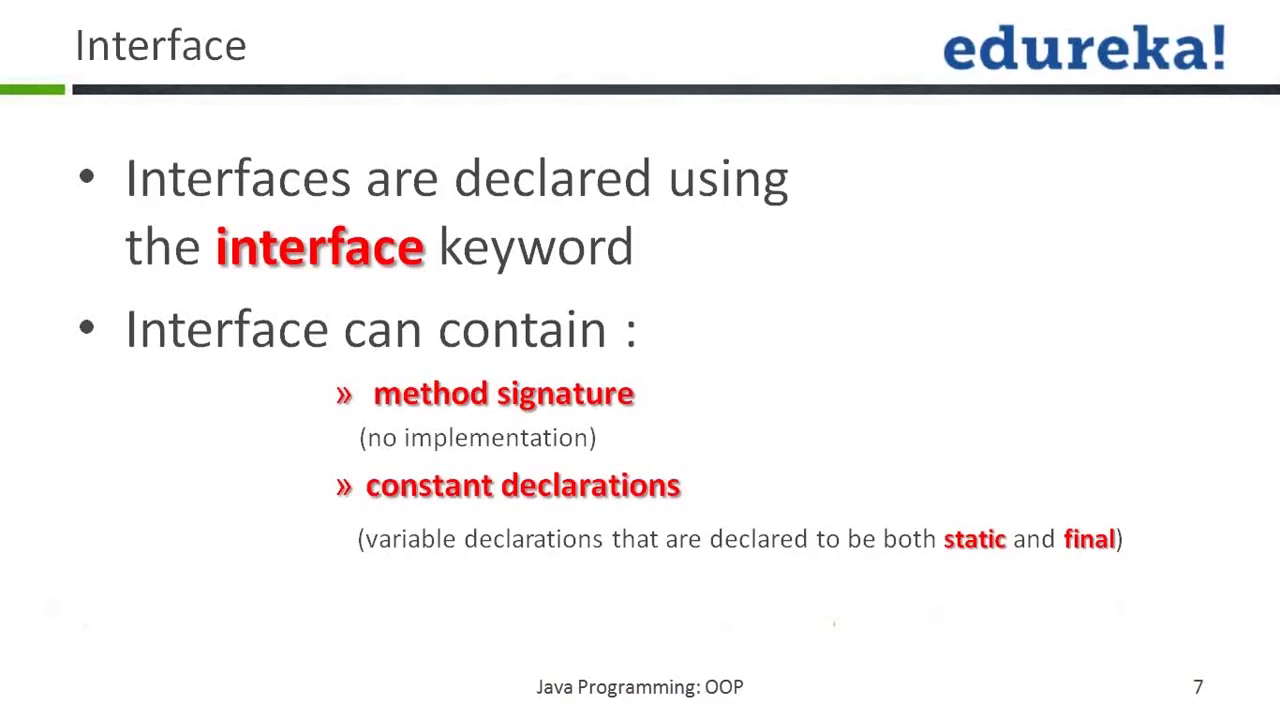 Interface
edureka!
• Interfaces are declared using
the interface keyword
• Interface can contain :
» method signature
(no implementation)
» constant declarations
(variable declarations that are declared to be both static and final)
Java Programming: OOP
7